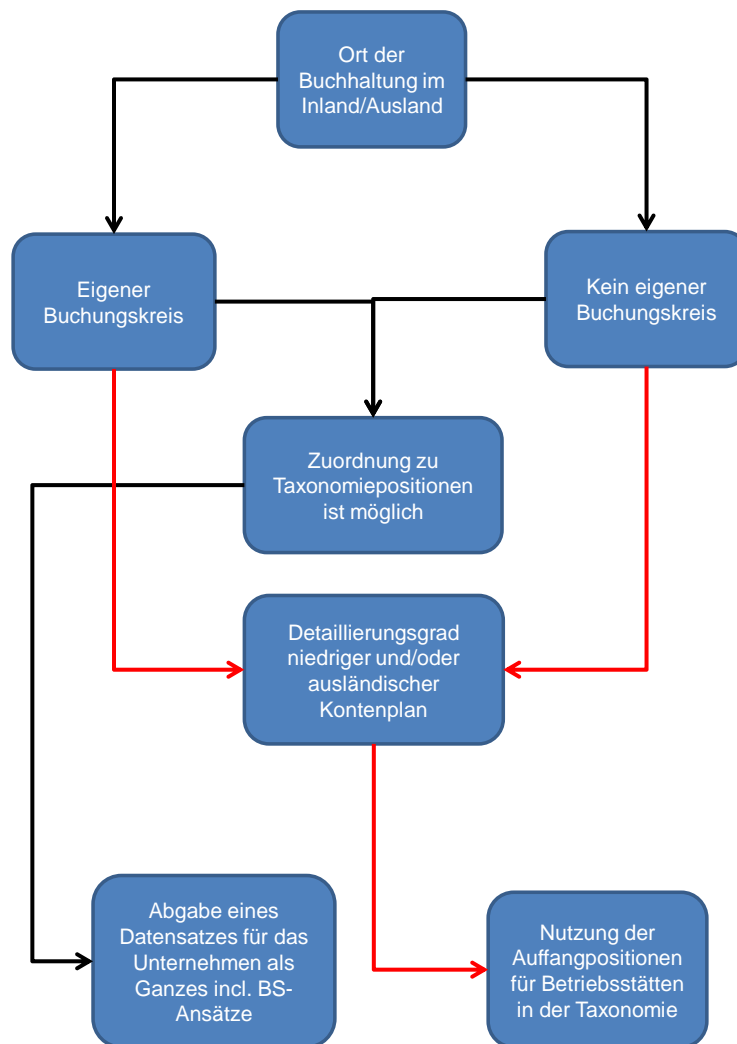 Ort der
Buchhaltung im
Inland/Ausland
Eigener
Buchungskreis
Kein eigener
Buchungskreis
Zuordnung zu
Taxonomiepositionen
ist möglich
Detaillierungsgrad
niedriger und/oder
ausländischer
Kontenplan
Abgabe eines
Datensatzes für das
Unternehmen als
Ganzes incl. BS-
Ansätze
Nutzung der
Auffangpositionen
für Betriebsstätten
in der Taxonomie